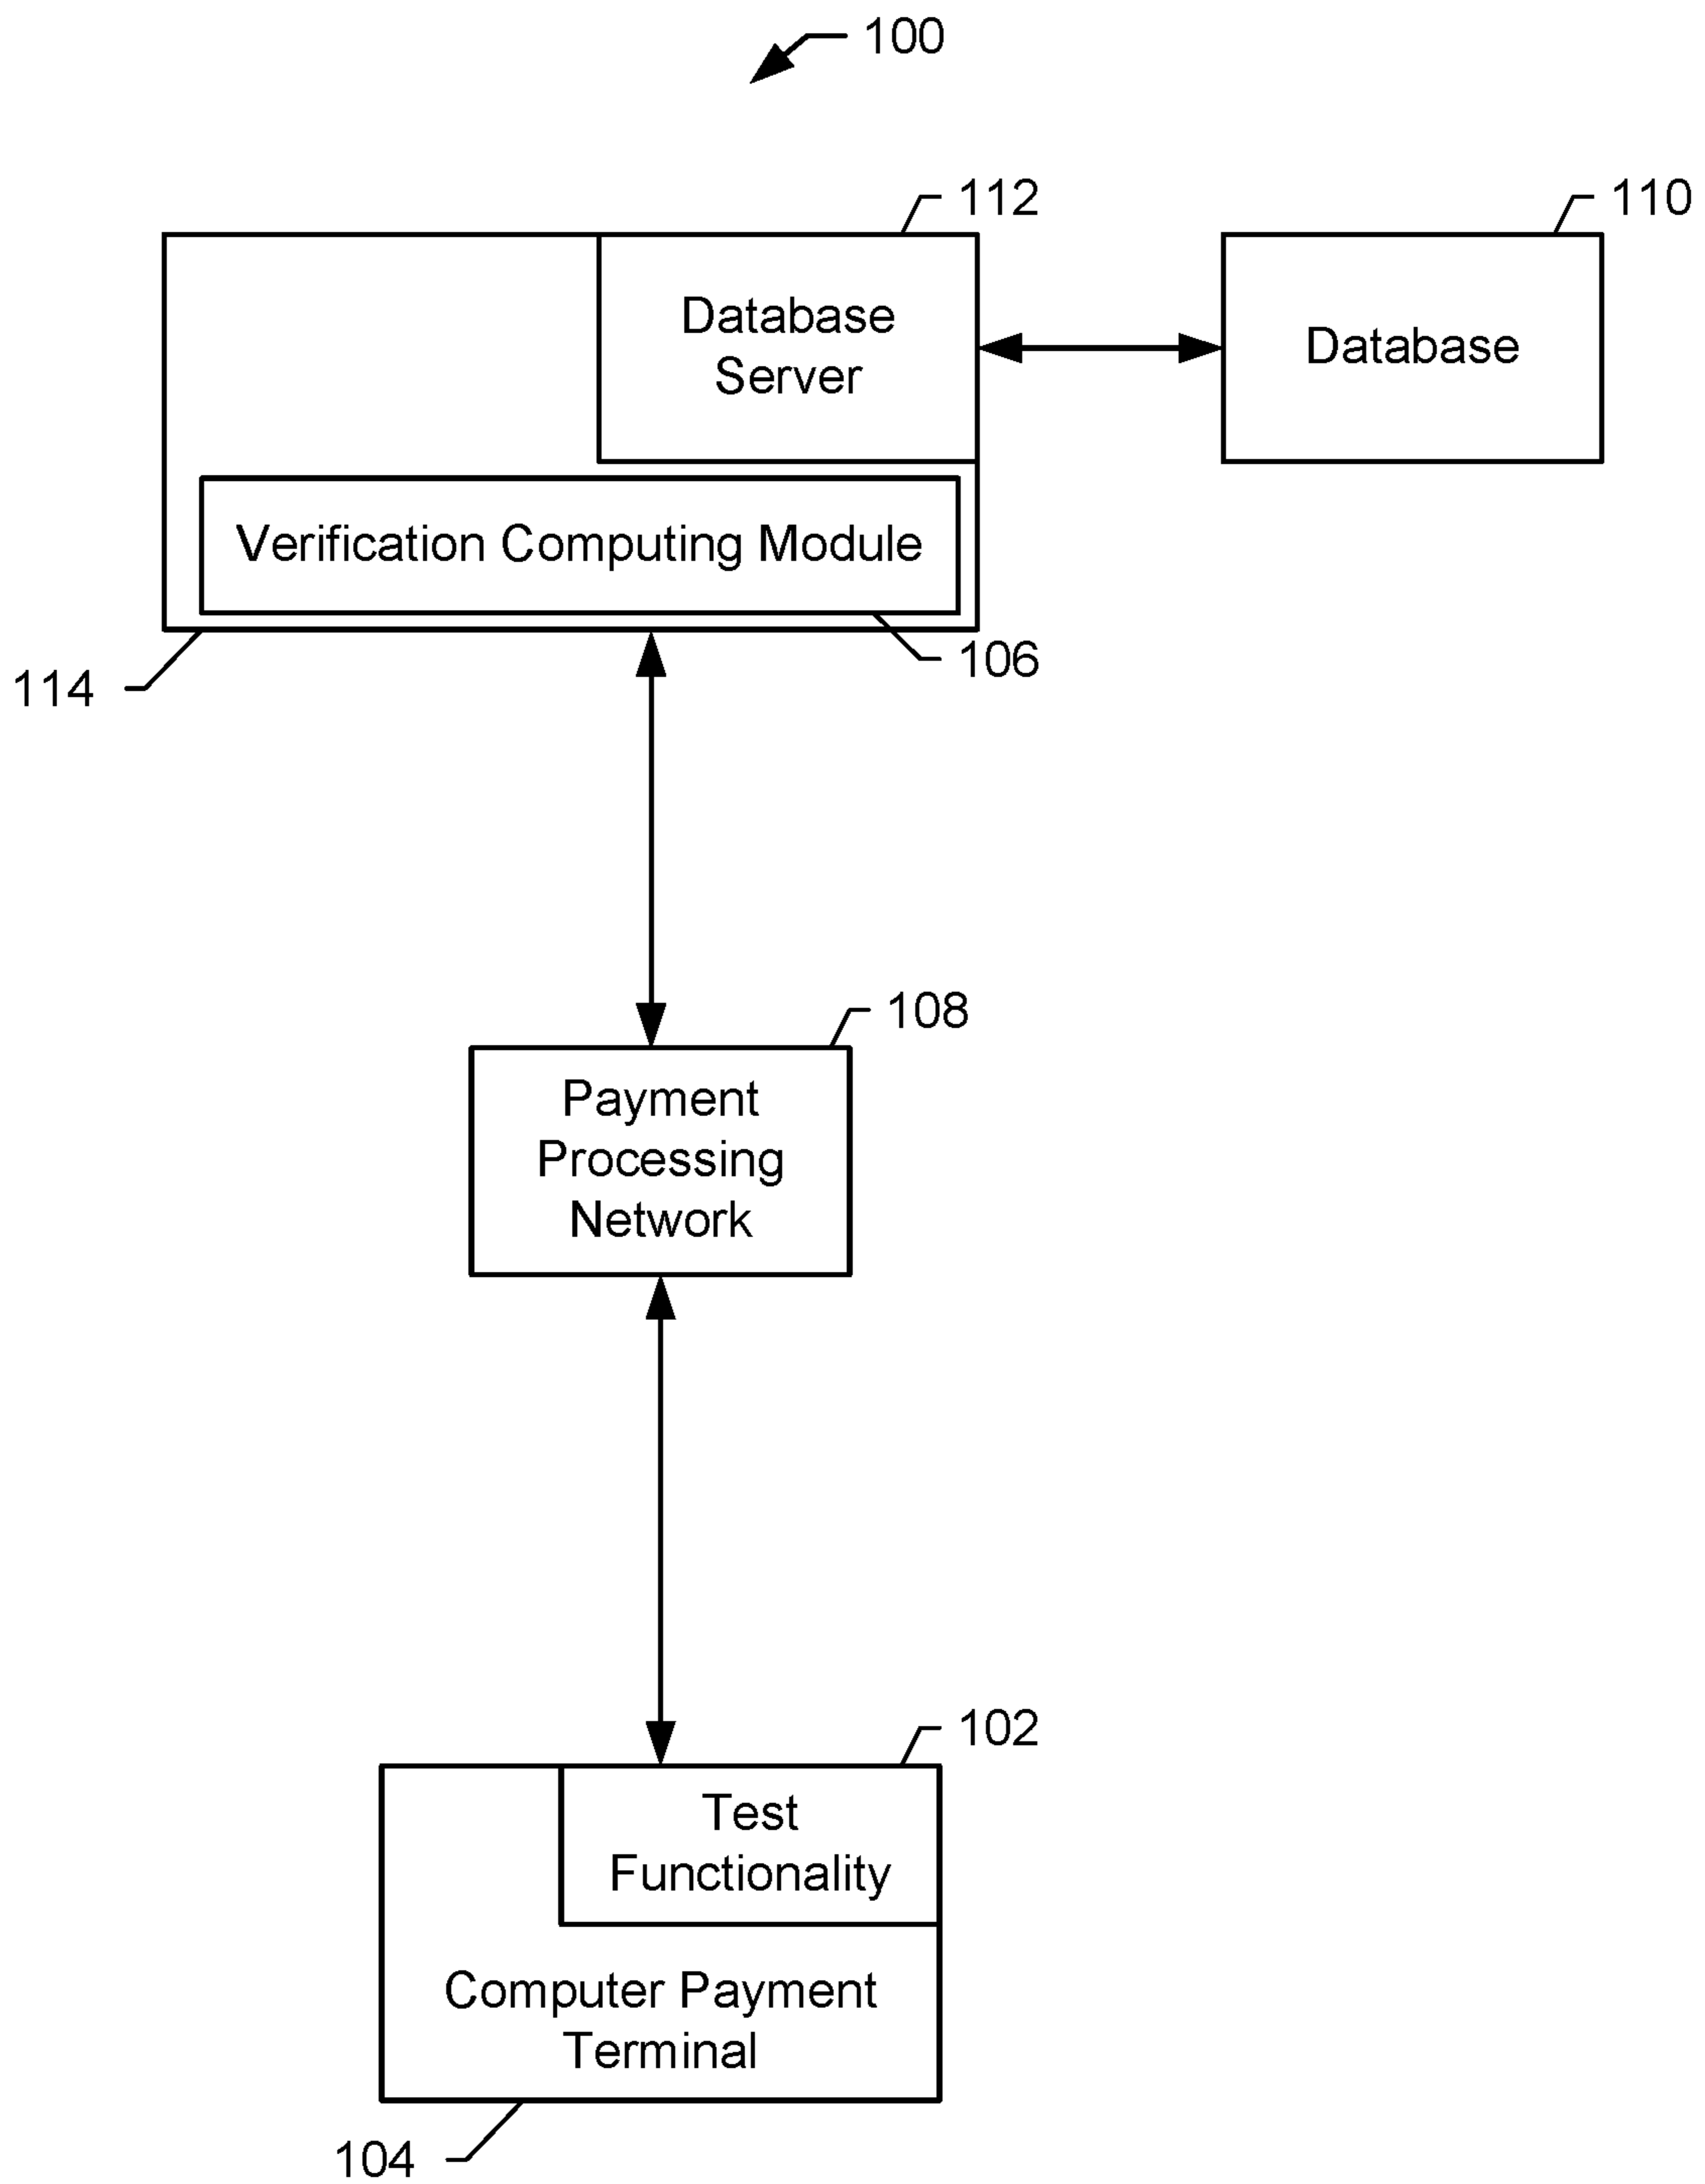 100
112
110
Database
Server
Database
Verification Computing Module
106
114
108
Payment
Processing
Network
102
Test
Functionality
Computer Payment
Terminal
104